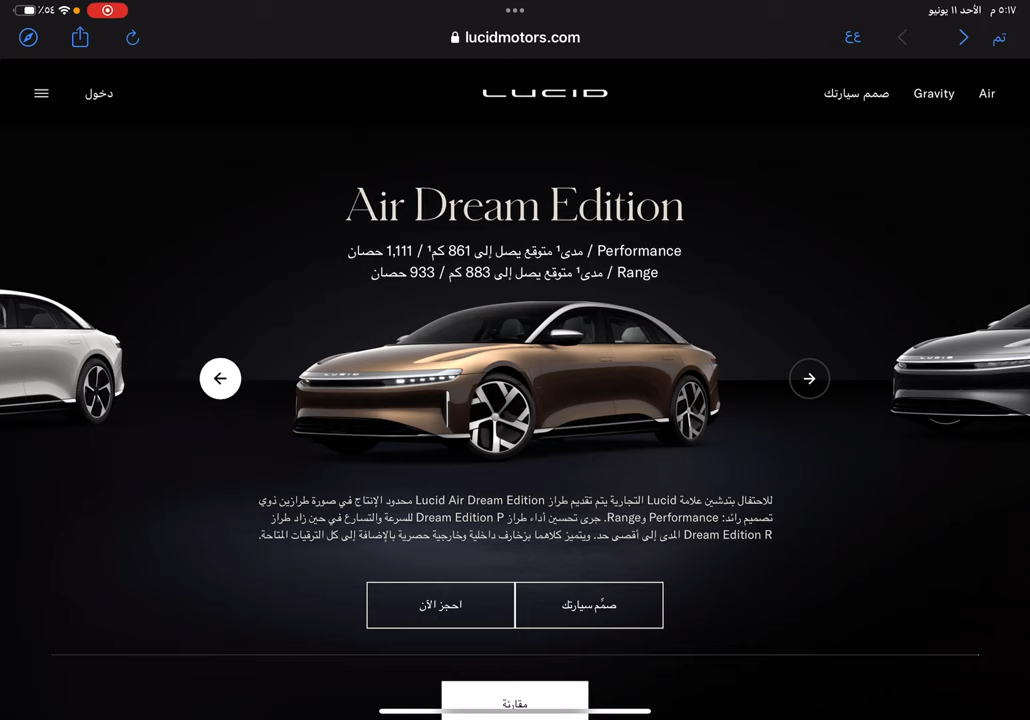 ٥:١٧ م الأحد ١١ يونيو
٪٥٤
تم
عع
lucidmotors.com
Air
Gravity
صمم سيارتك
LUCID
دخول
Air Dream Edition
Performance / مدى¹ متوقع يصل إلى 861 كم¹ / 1,111 حصان
Range / مدى¹ متوقع يصل إلى 883 كم / 933 حصان
LUCID
LUCID
للاحتفال بتدشين علامة Lucid التجارية يتم تقديم طراز Lucid Air Dream Edition محدود الإنتاج في صورة طرازين ذوي
تصميم رائد: Performance وRange. جرى تحسين أداء طراز Dream Edition P للسرعة والتسارع في حين زاد طراز
Dream Edition R المدى إلى أقصى حد. ويتميز كلاهما بزخارف داخلية وخارجية حصرية بالإضافة إلى كل الترقيات المتاحة.
صمِّم سيارتك
احجز الآن
مقارنة